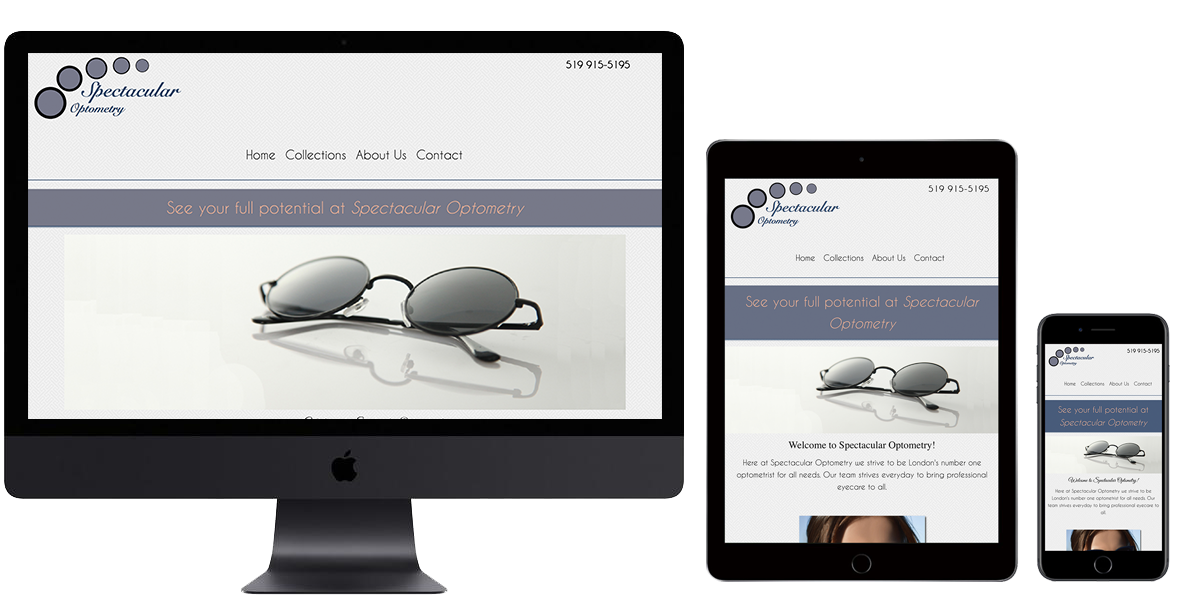 519 915-5195
Spectacular
Optometry
Home Collections About Us Contact
See your full potential at Spectacular Optometry
519 915-5195
Spectacular
Optometry
Home Collections About Us Contact
See your full potential at Spectacular
Optometry
Welcome to Spectacular Optometry!
Here at Spectacular Optometry we strive to be London's number one
optometrist for all needs. Our team strives everyday to bring professional
eyecare to all.
519 915-5195
Spectacular
Optometry
Home Collections About Us Contact
See your full potential at
Spectacular Optometry
Welcome to Spectacular Optometry!
Here at Spectacular Optometry we strive to be
London's number one optometrist for all needs. Our
team strives everyday to bring professional eyecare to
all.